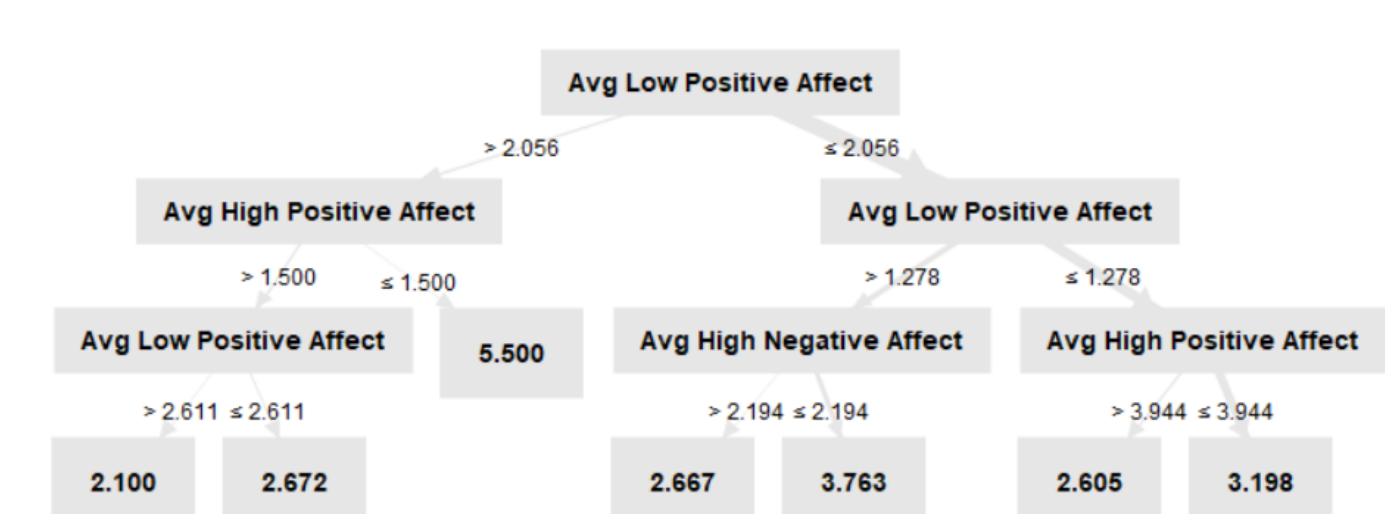 Avg Low Positive Affect
> 2.056 ≤ 2.056
Avg High Positive Affect Avg Low Positive Affect
> 1.500 ≤ 1.500 > 1.278 ≤ 1.278
Avg Low Positive Affect 5.500 Avg High Negative Affect Avg High Positive Affect
> 2.611 ≤ 2.611 > 2.194 ≤ 2.194 > 3.944 ≤ 3.944
2.100 2.672 2.667 3.763 2.605 3.198